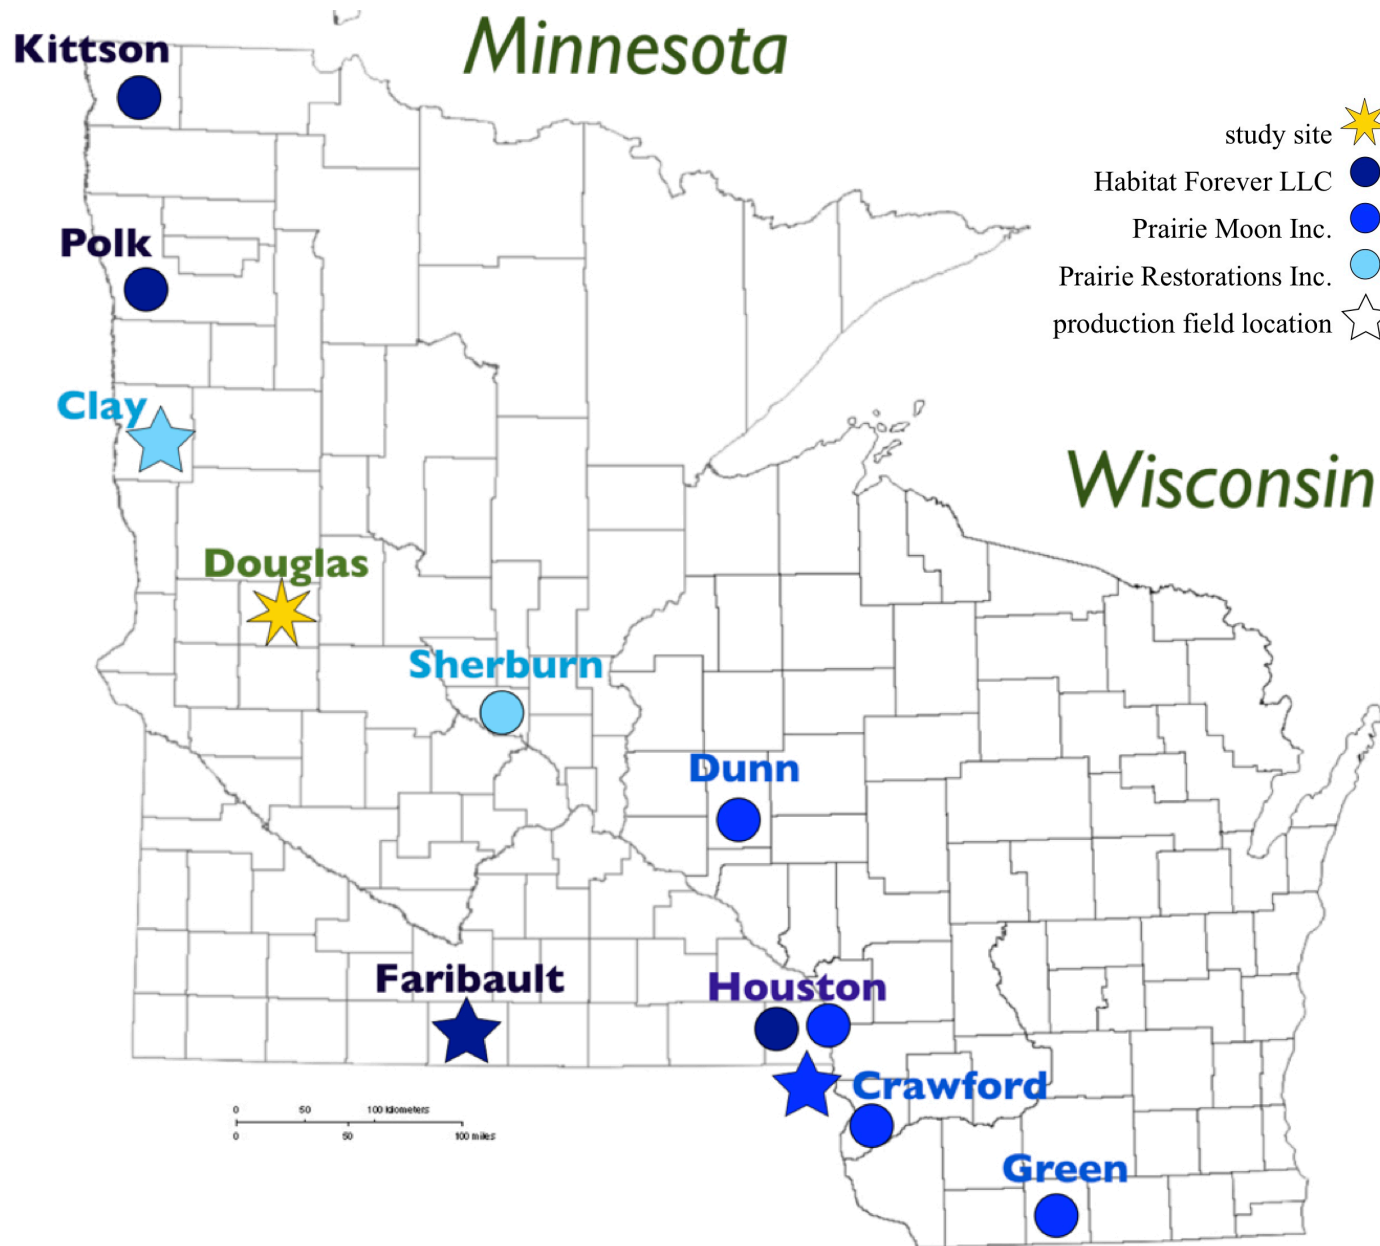 Minnesota
Kittson
study site
Habitat Forever LLC
Prairie Moon Inc.
Polk
Prairie Restorations Inc.
production field location
Clay
Wisconsin
Douglas
Sherburn
Dunn
Faribault
Houston
Crawford
0 50 100 kilometers
0 50 100 miles
Green